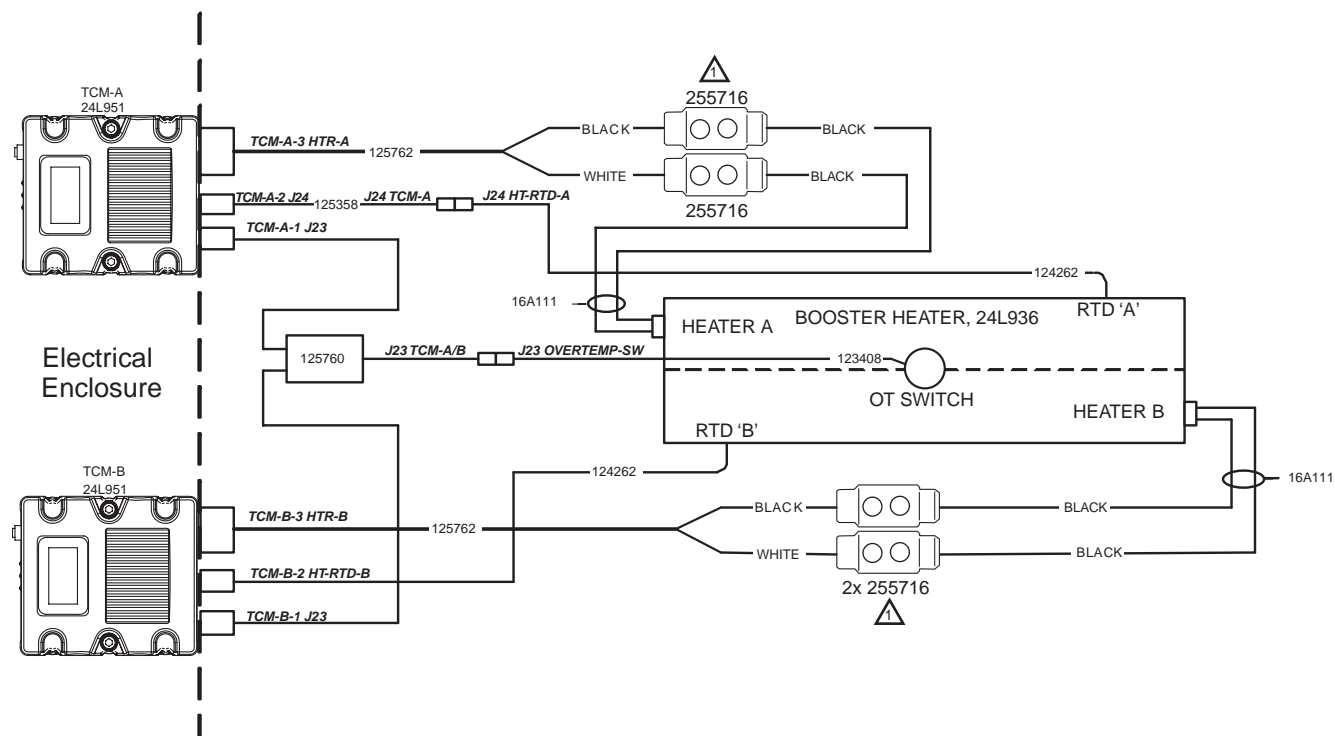 TCM-A
24L951
TCM-A-3 HTR-A
125762
BLACK
1
255716
BLACK
WHITE
255716
BLACK
TCM-A-2 J24
125358
J24 TCM-A
J24 HT-RTD-A
TCM-A-1 J23
124262
16A111
HEATER A
BOOSTER HEATER, 24L936
RTD ‘A’
Electrical
Enclosure
125760
J23 TCM-A/B
J23 OVERTEMP-SW
123408
OT SWITCH
HEATER B
RTD ‘B’
124262
16A111
TCM-B
24L951
TCM-B-3 HTR-B
125762
BLACK
BLACK
WHITE
BLACK
TCM-B-2 HT-RTD-B
2x 255716
1
TCM-B-1 J23